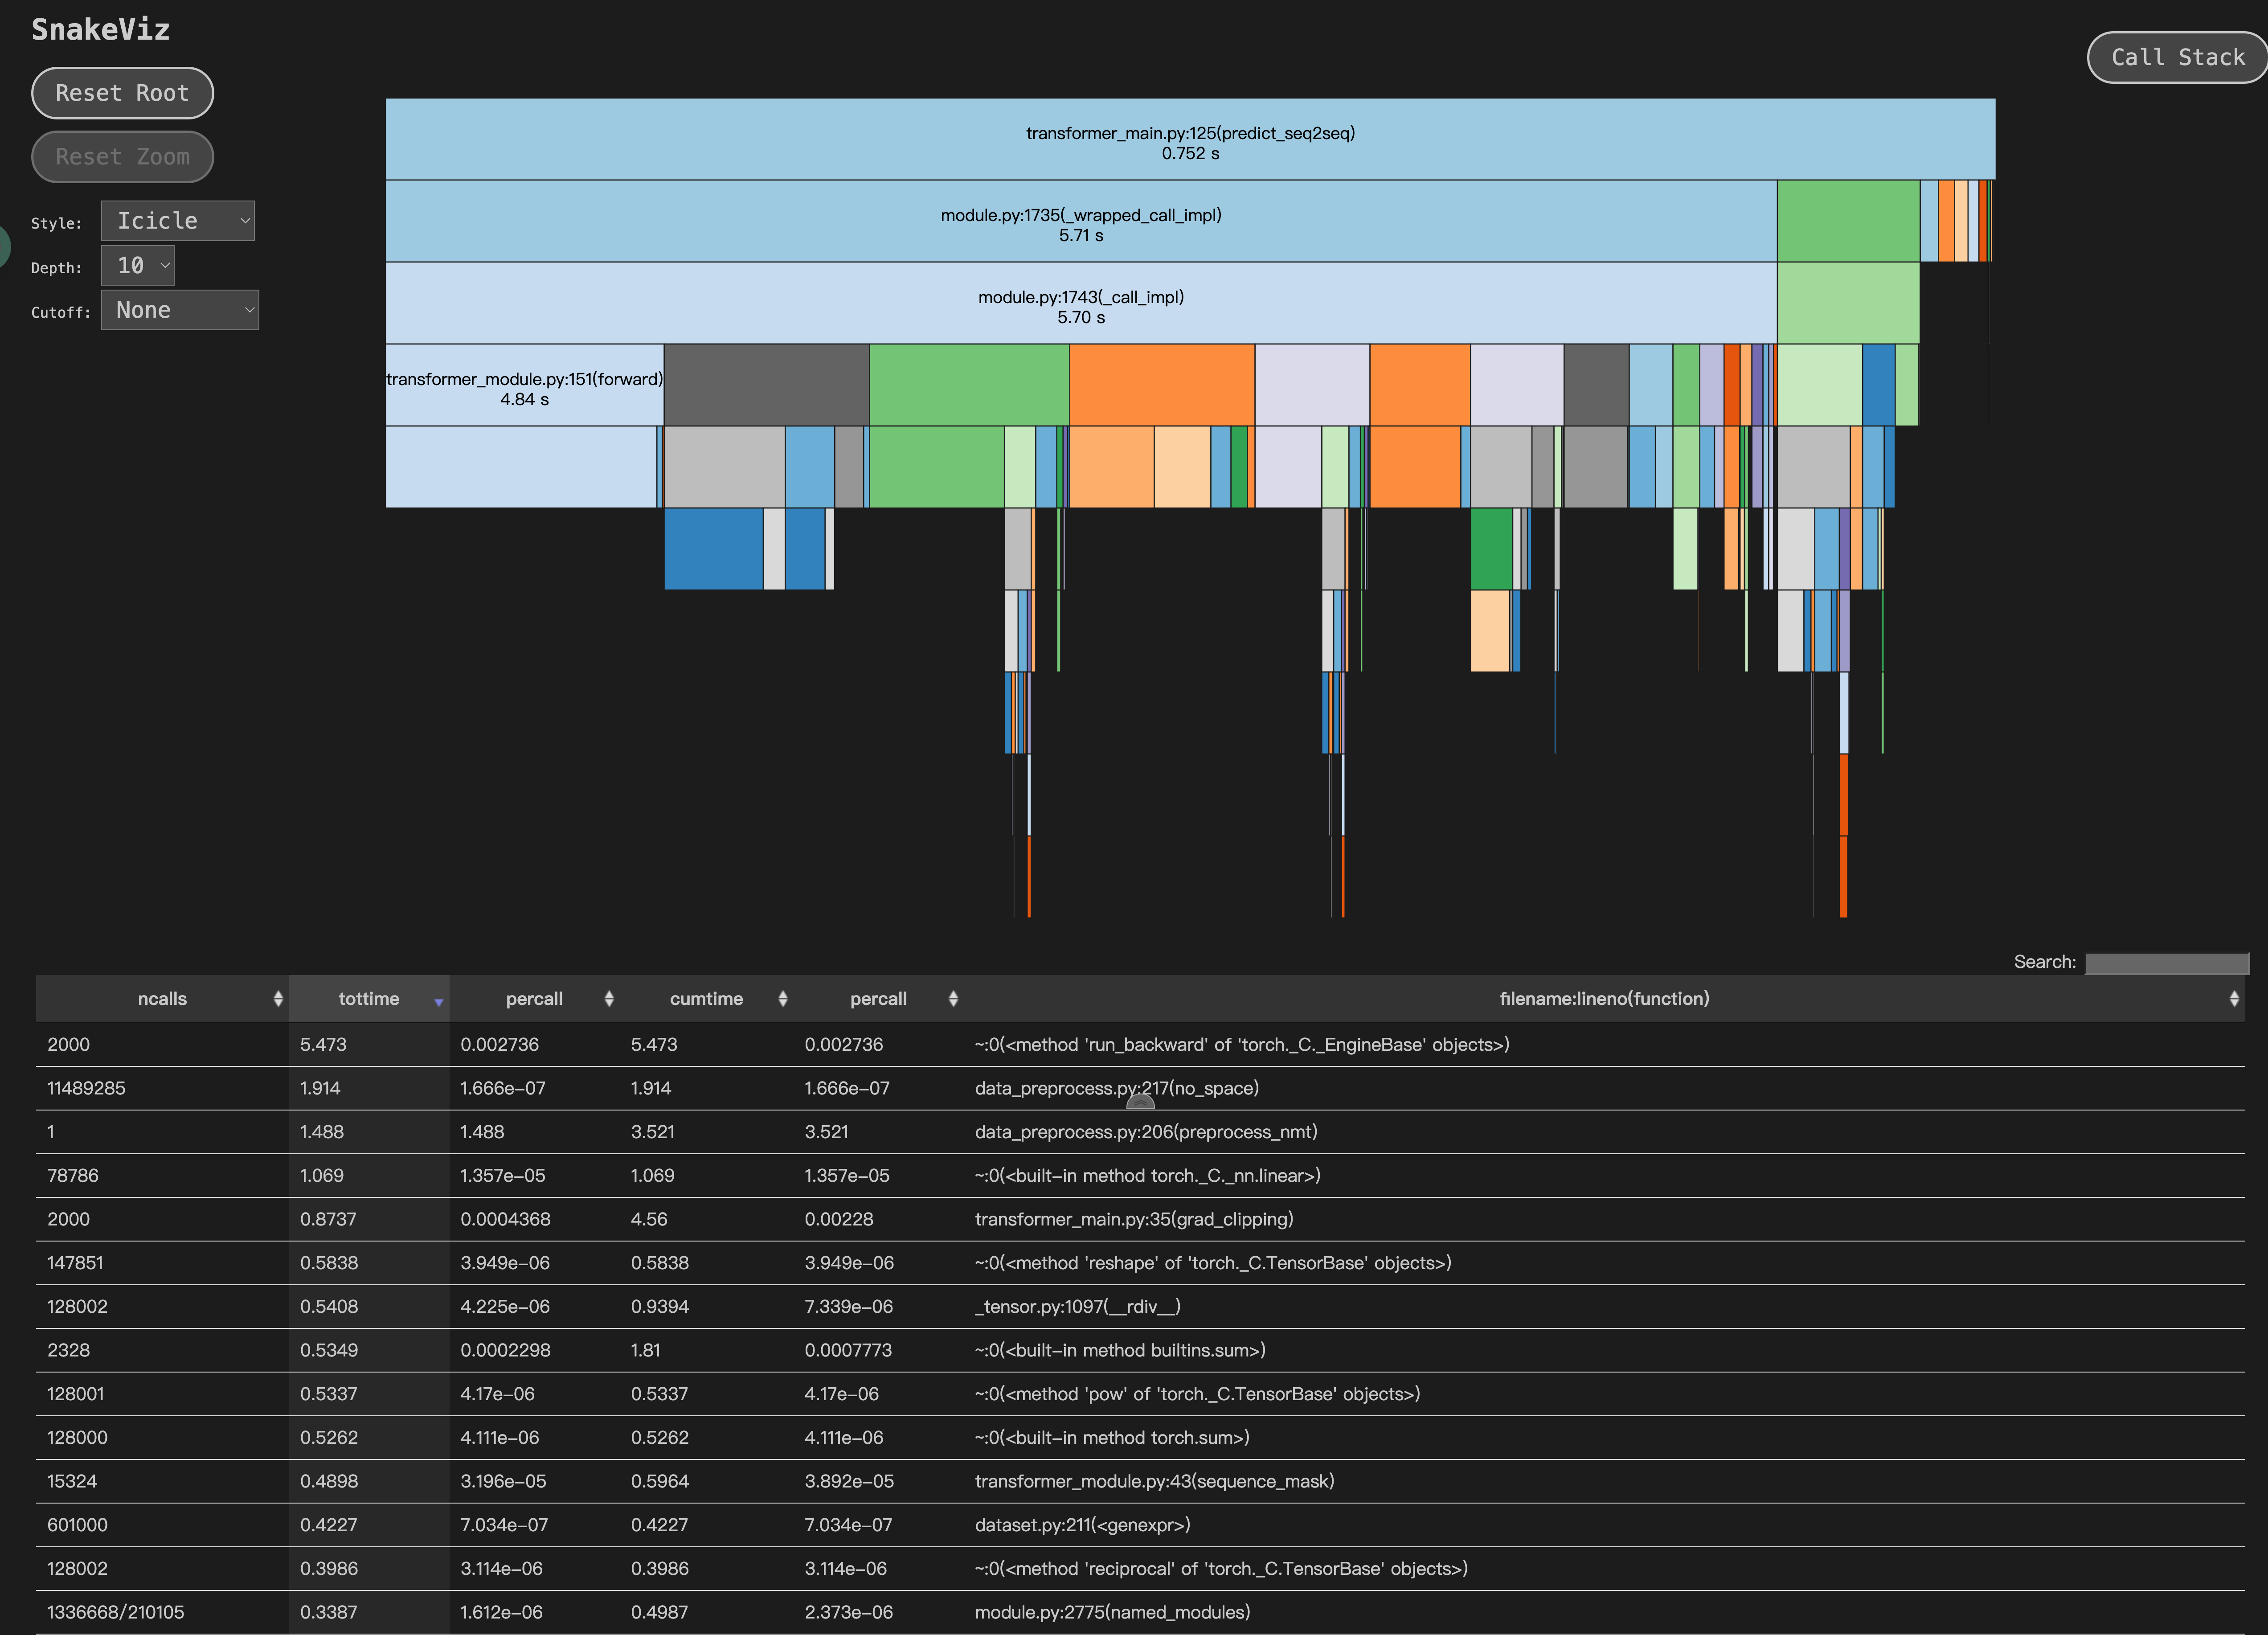 SnakeViz
Reset Root
Reset Zoom
Style: Icicle
Depth: 10
Cutoff: None
Call Stack
transformer_main.py:125(predict_seq2seq)
0.752 s
module.py:1735(_wrapped_call_impl)
5.71 s
module.py:1743(_call_impl)
5.70 s
transformer_module.py:151(forward)
4.84 s
Search:
ncalls tottime percall cumtime percall filename:lineno(function)
2000 5.473 0.002736 5.473 0.002736 ~:0(<method 'run_backward' of 'torch._C._EngineBase' objects>)
11489285 1.914 1.666e-07 1.914 1.666e-07 data_preprocess.py:217(no_space)
1 1.488 1.488 3.521 3.521 data_preprocess.py:206(preprocess_nmt)
78786 1.069 1.357e-05 1.069 1.357e-05 ~:0(<built-in method torch._C._nn.linear>)
2000 0.8737 0.0004368 4.56 0.00228 transformer_main.py:35(grad_clipping)
147851 0.5838 3.949e-06 0.5838 3.949e-06 ~:0(<method 'reshape' of 'torch._C.TensorBase' objects>)
128002 0.5408 4.225e-06 0.9394 7.339e-06 _tensor.py:1097(__rdiv__)
2328 0.5349 0.0002298 1.81 0.0007773 ~:0(<built-in method builtins.sum>)
128001 0.5337 4.17e-06 0.5337 4.17e-06 ~:0(<method 'pow' of 'torch._C.TensorBase' objects>)
128000 0.5262 4.111e-06 0.5262 4.111e-06 ~:0(<built-in method torch.sum>)
15324 0.4898 3.196e-05 0.5964 3.892e-05 transformer_module.py:43(sequence_mask)
601000 0.4227 7.034e-07 0.4227 7.034e-07 dataset.py:211(<genexpr>)
128002 0.3986 3.114e-06 0.3986 3.114e-06 ~:0(<method 'reciprocal' of 'torch._C.TensorBase' objects>)
1336668/210105 0.3387 1.612e-06 0.4987 2.373e-06 module.py:2775(named_modules)